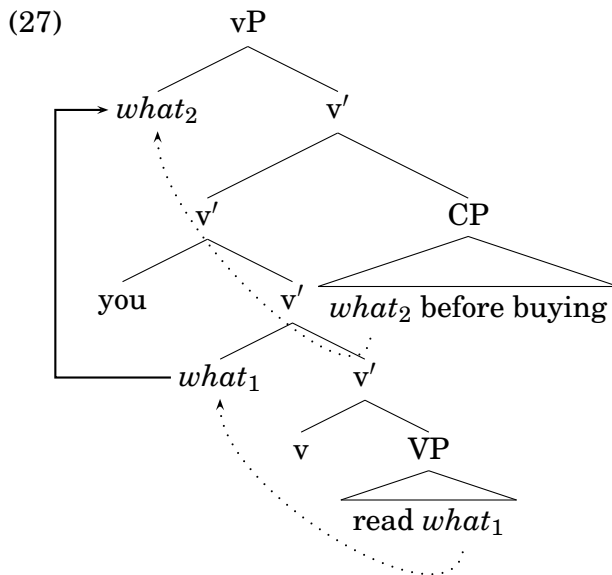 (27)
vP
what₂ v′
v′ CP
you v′ what₂ before buying
what₁ v′
v VP
read what₁